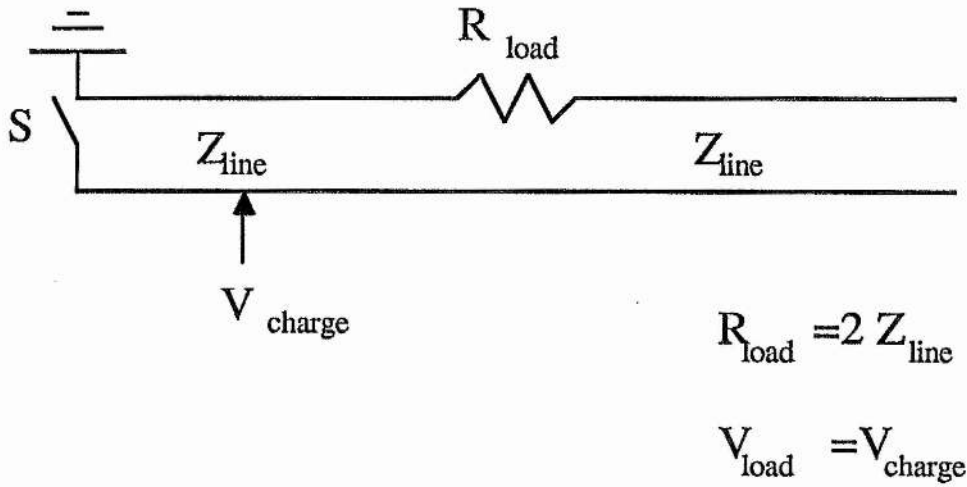 R load
S
Z line Z line
V charge
R load = 2 Z line
V load = V charge